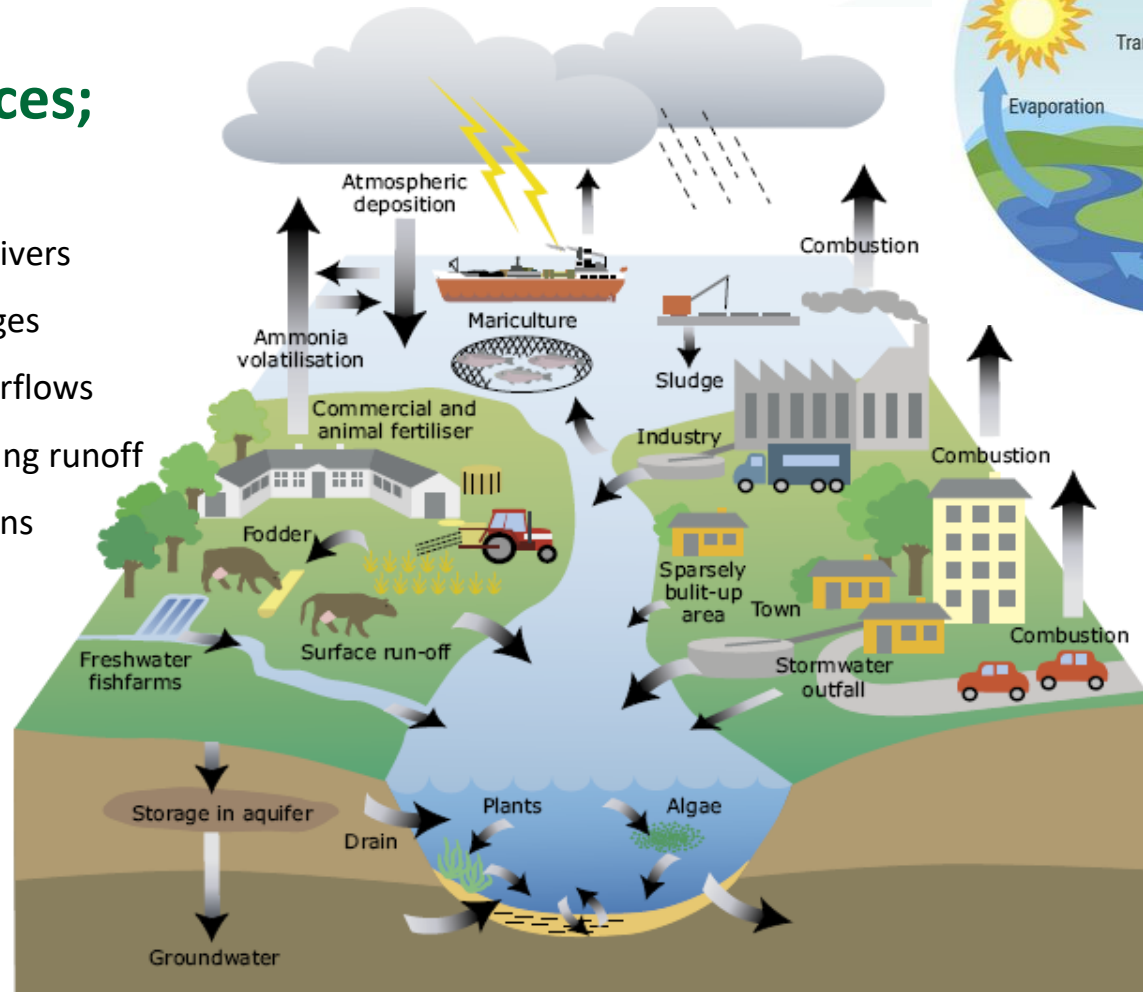 ces;
ivers
ges
rflows
ng runoff
ns
Evaporation
Atmospheric
deposition
Combustion
Mariculture
Ammonia
volatilisation
Sludge
Commercial and
animal fertiliser
Industry
Combustion
Fodder
Sparsely
bulit-up
area
Town
Combustion
Surface run-off
Freshwater
fishfarms
Stormwater
outfall
Plants
Algae
Storage in aquifer
Drain
Groundwater